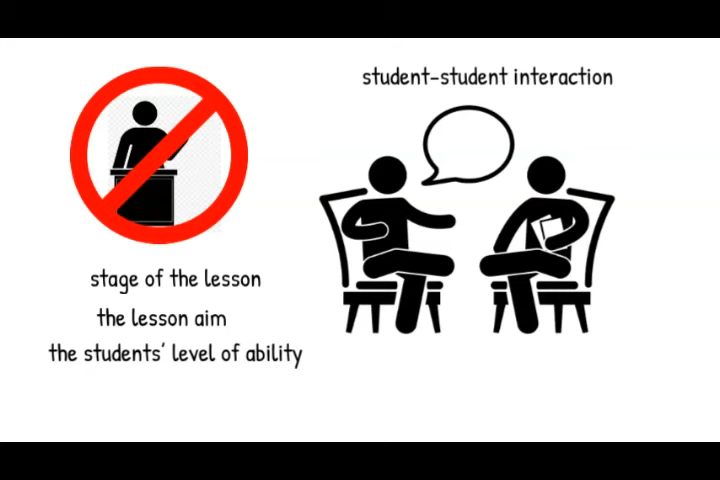 student-student interaction
stage of the lesson
the lesson aim
the students' level of ability